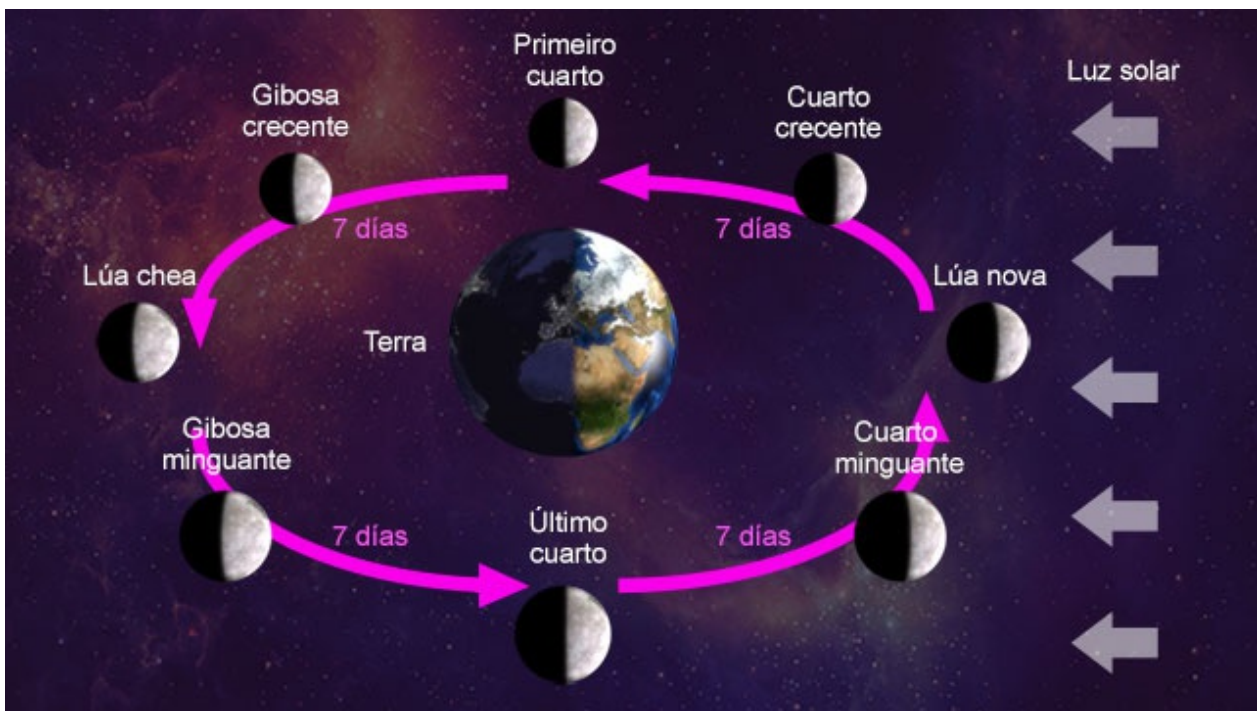 Primeiro
cuarto
Luz solar
Gibosa
crecente
Cuarto
crecente
7 días
7 días
Lúa chea
Lúa nova
Terra
Gibosa
minguante
Cuarto
minguante
7 días
Último
cuarto
7 días